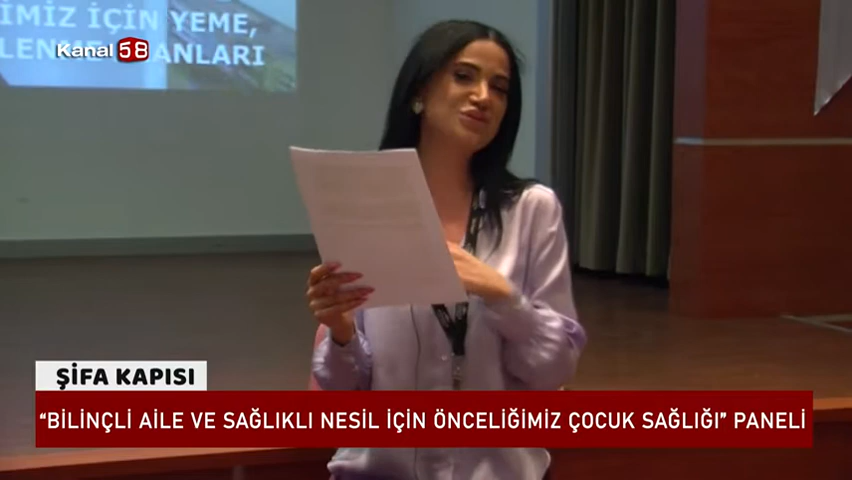 İMİZ İÇİN YEME,
Kanal 58
ANLARI
ŞİFA KAPISI
“BİLİNÇLİ AİLE VE SAĞLIKLI NESİL İÇİN ÖNCELİĞİMİZ ÇOCUK SAĞLIĞI” PANELİ